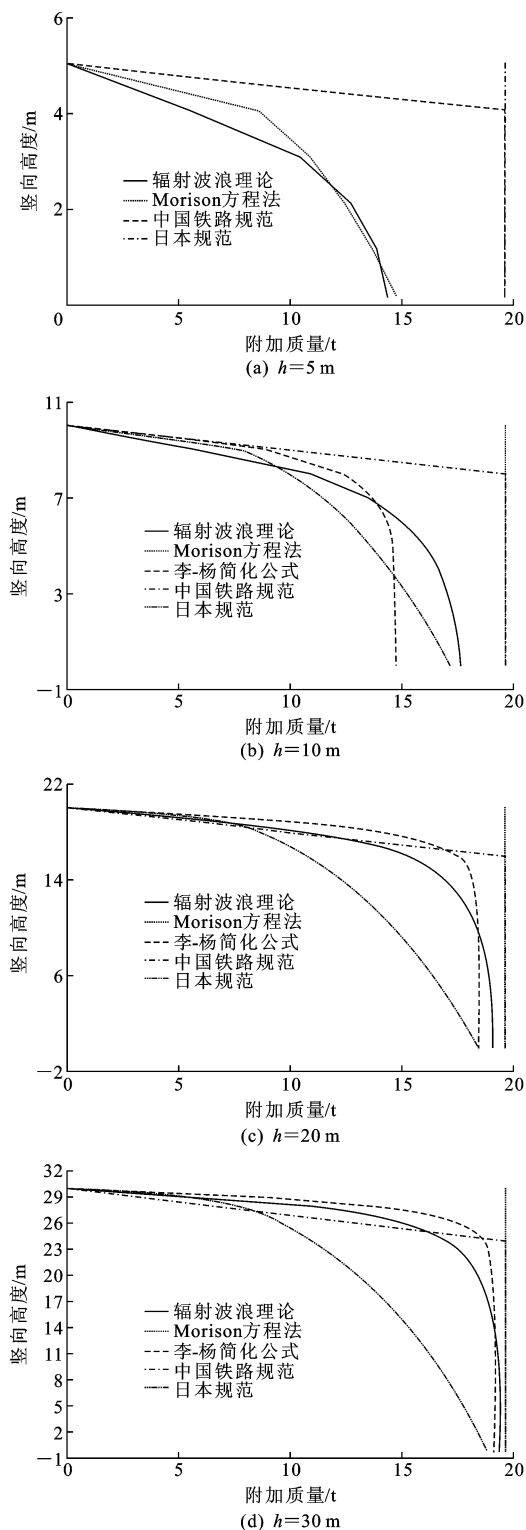 6
4
2
0
竖向高度/m
辐射波浪理论
Morison方程法
中国铁路规范
日本规范
5
10
15
20
附加质量/t
(a) h=5 m
11
7
3
−1
竖向高度/m
辐射波浪理论
Morison方程法
李-杨简化公式
中国铁路规范
日本规范
0
5
10
15
20
附加质量/t
(b) h=10 m
22
14
6
−2
竖向高度/m
辐射波浪理论
Morison方程法
李-杨简化公式
中国铁路规范
日本规范
0
5
10
15
20
附加质量/t
(c) h=20 m
32
29
26
23
20
17
14
11
8
5
2
−1
竖向高度/m
辐射波浪理论
Morison方程法
李-杨简化公式
中国铁路规范
日本规范
0
5
10
15
20
附加质量/t
(d) h=30 m